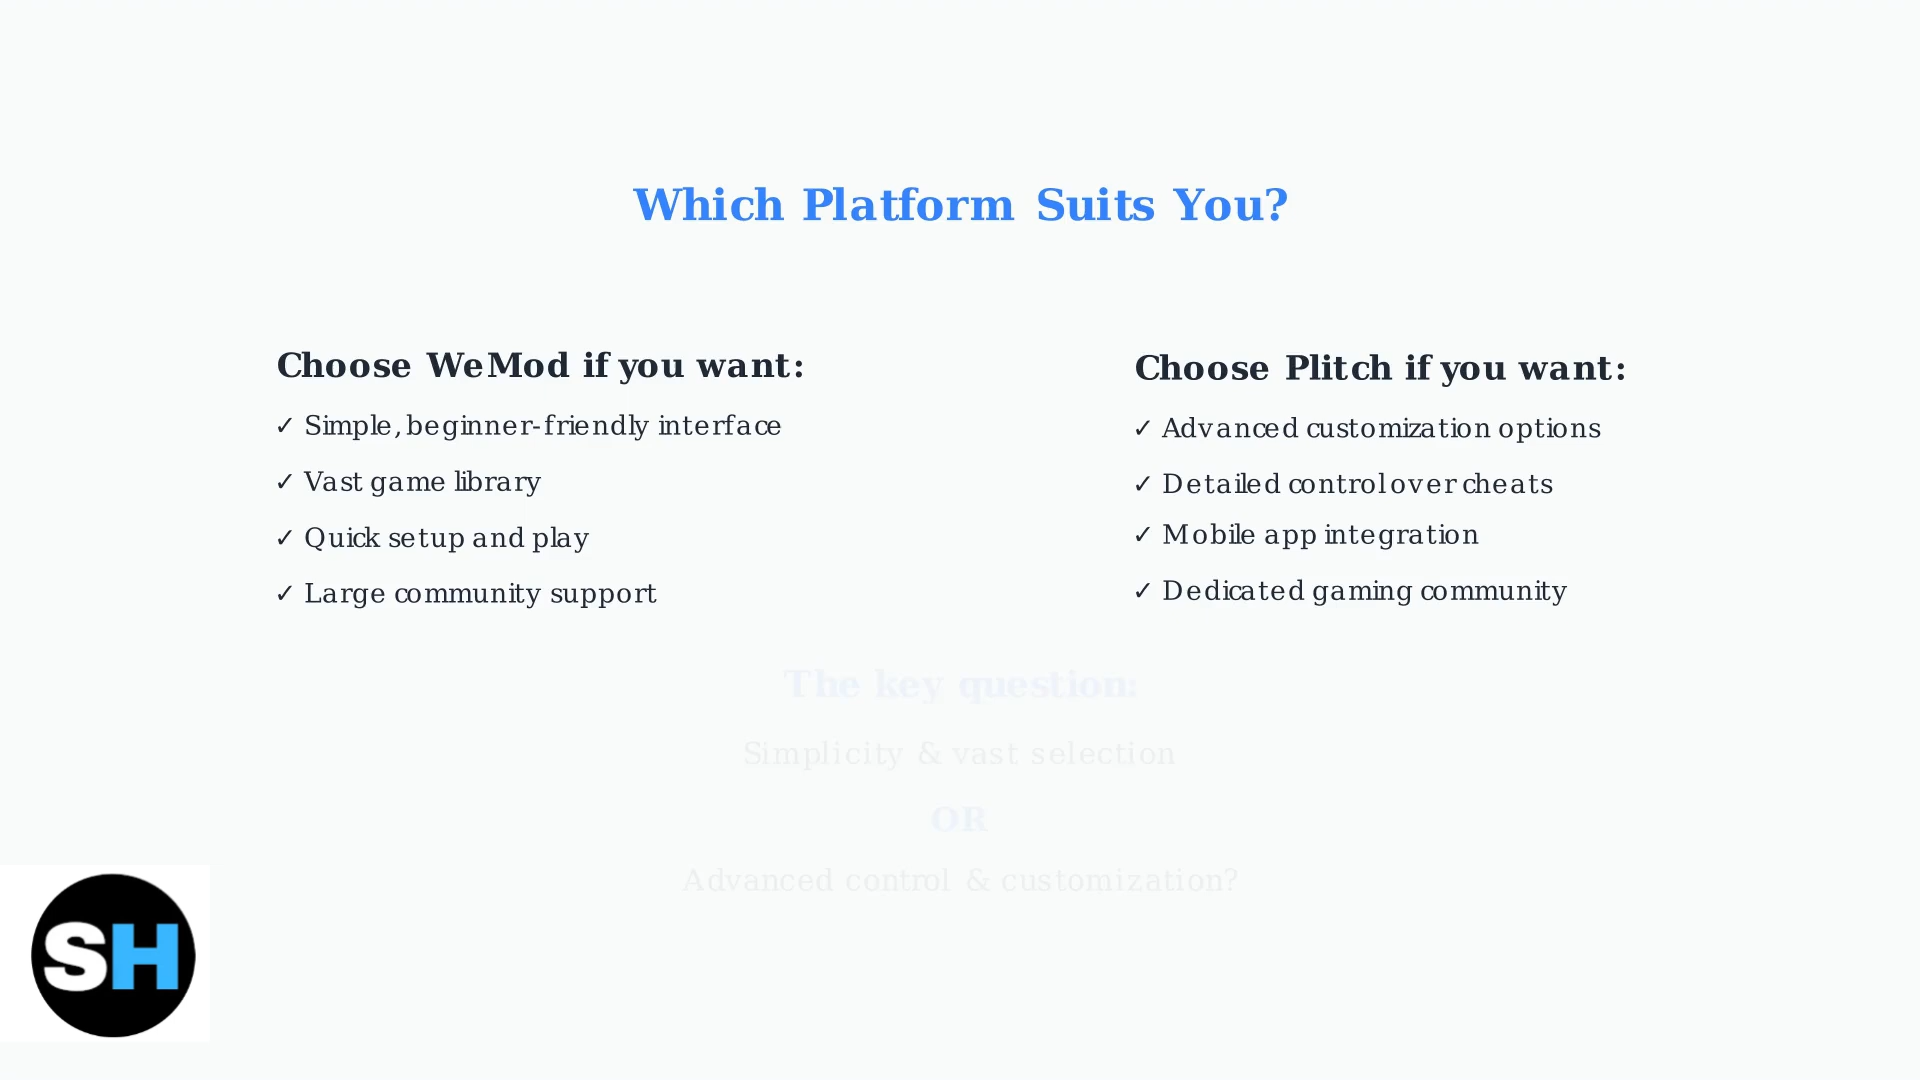 Which Platform Suits You?
Choose WeMod if you want:
✓ Simple, beginner-friendly interface
✓ Vast game library
✓ Quick setup and play
✓ Large community support
Choose Plitch if you want:
✓ Advanced customization options
✓ Detailed control over cheats
✓ Mobile app integration
✓ Dedicated gaming community
The key question:
Simplicity & vast selection
OR
Advanced control & customization?
SH